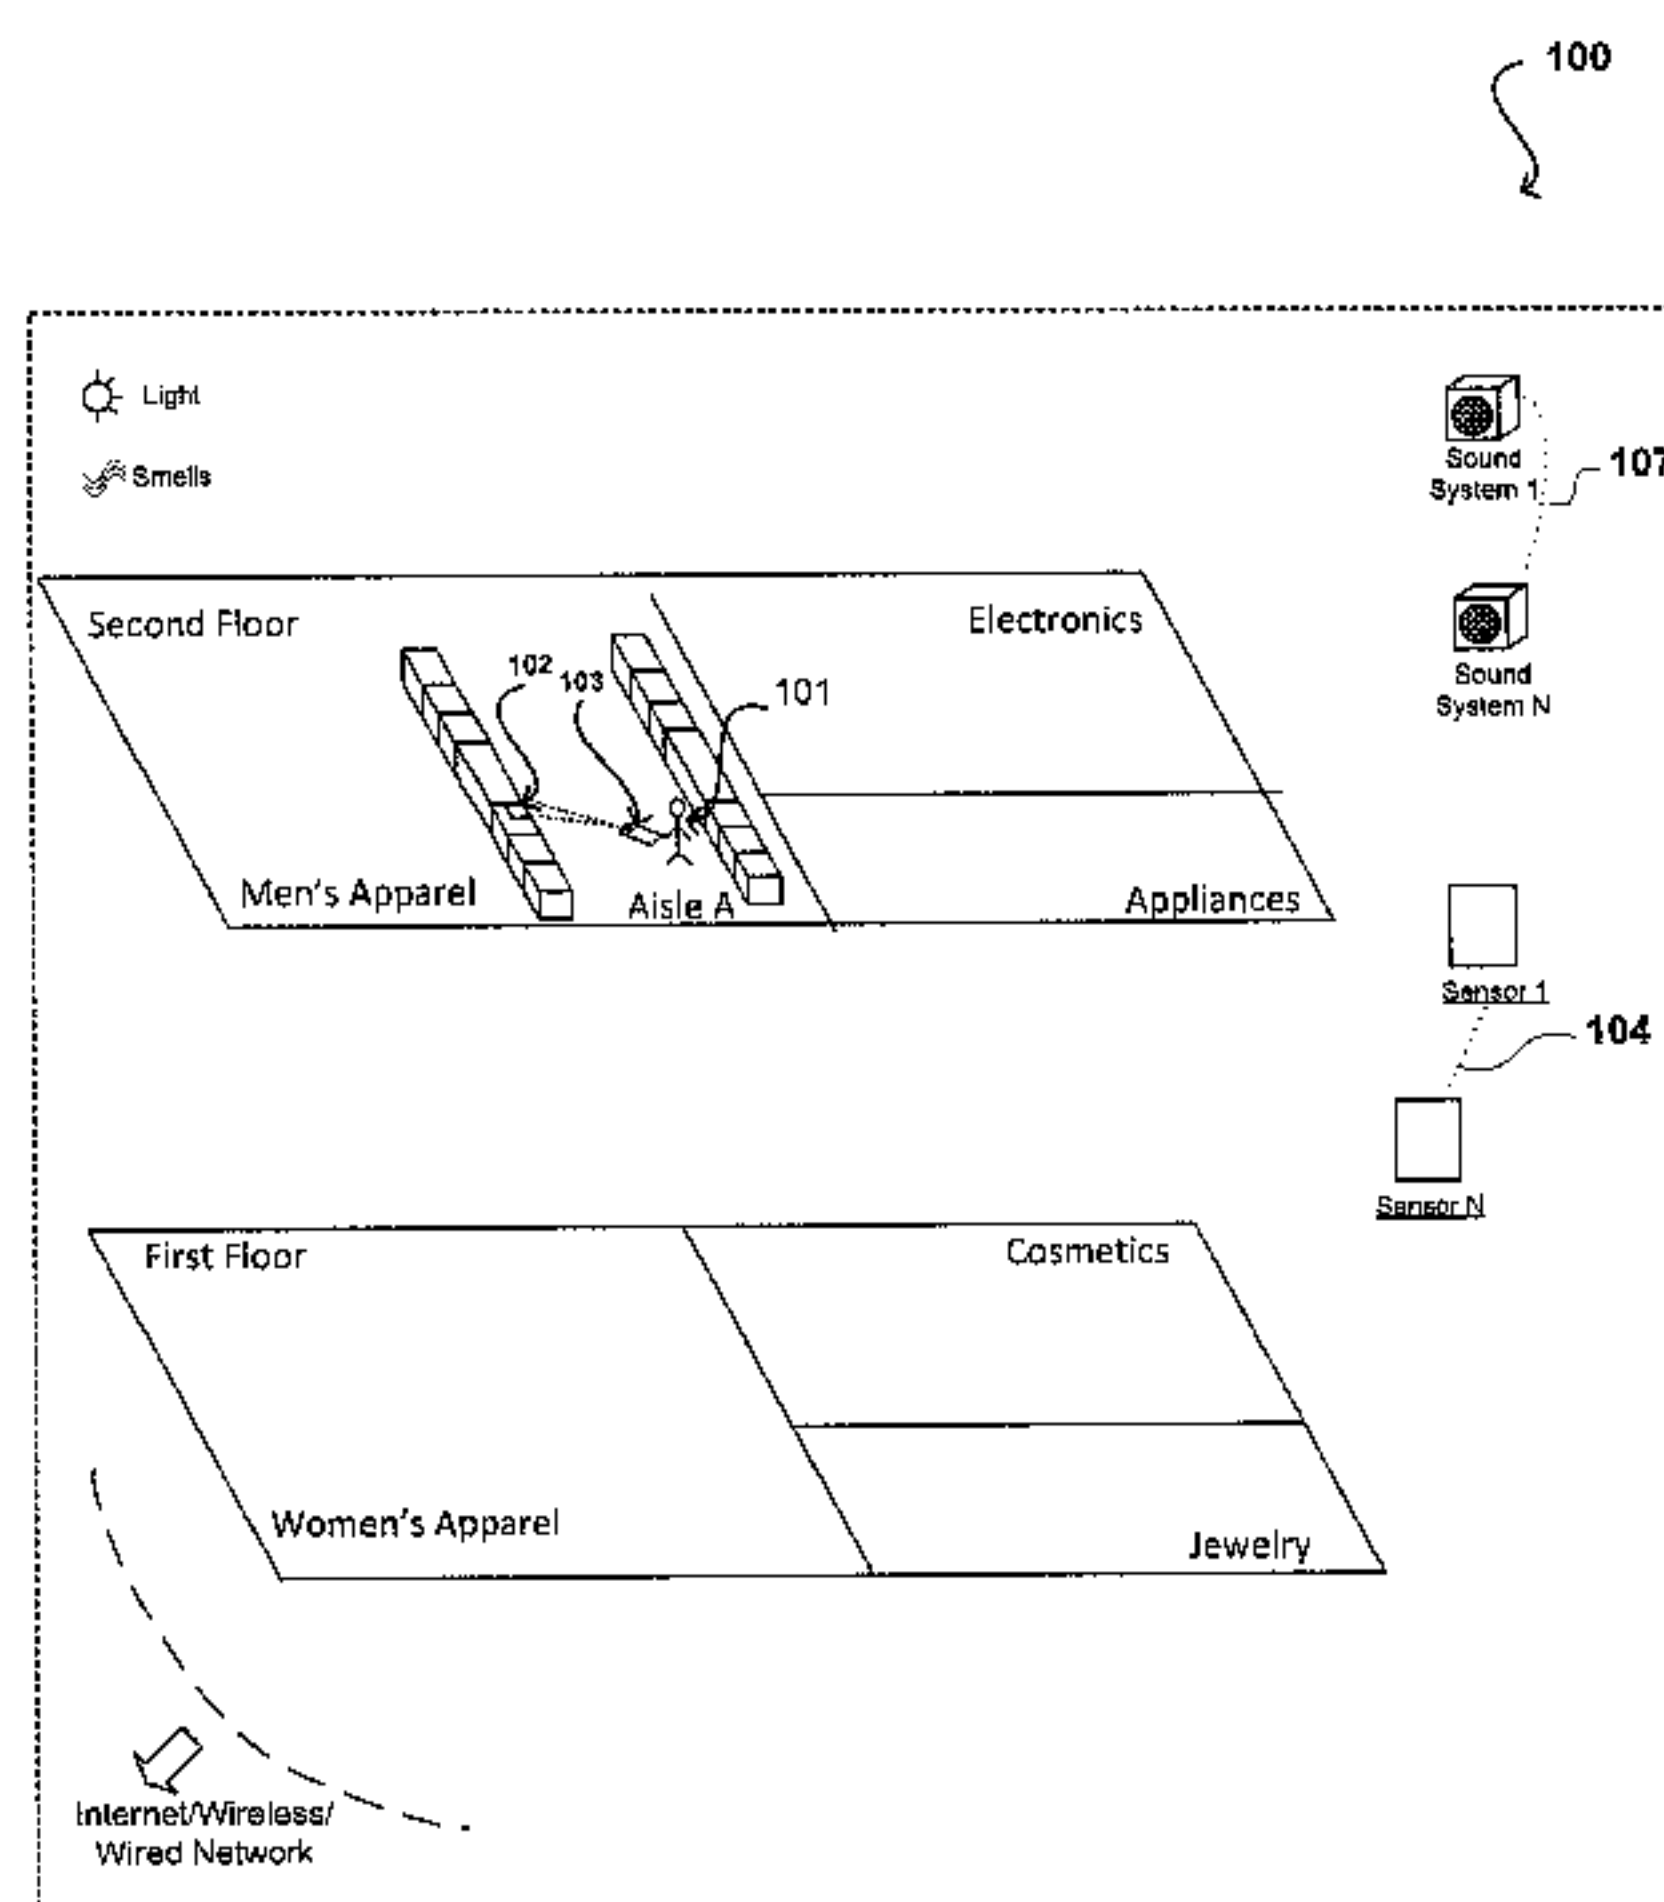 100
Light
Smells
Sound
System 1
107
Second Floor
Electronics
102
103
101
Sound
System N
Men's Apparel
Aisle A
Appliances
Sensor 1
104
Sensor N
First Floor
Cosmetics
Women's Apparel
Jewelry
Internet/Wireless/
Wired Network